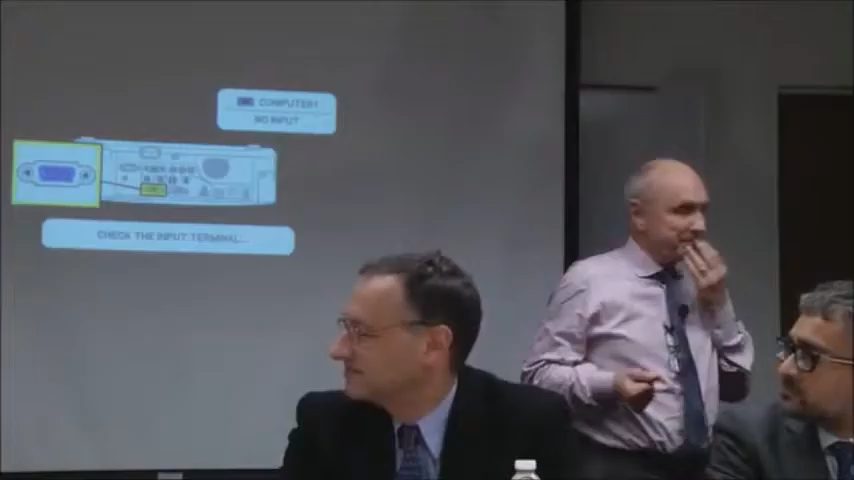 COMPUTER1
NO INPUT
CHECK THE INPUT TERMINAL.